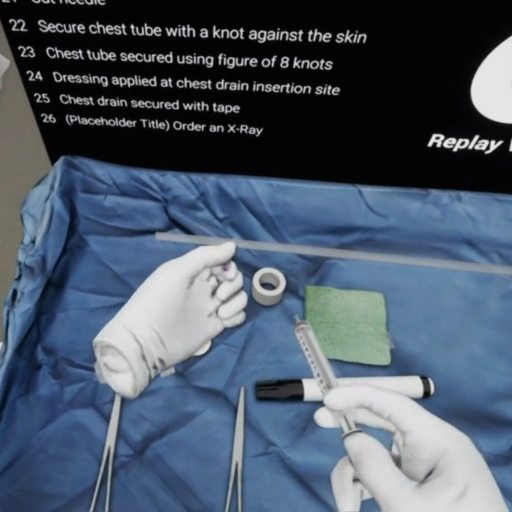 22 Secure chest tube with a knot against the skin
23 Chest tube secured using figure of 8 knots
24 Dressing applied at chest drain insertion site
25 Chest drain secured with tape
26 (Placeholder Title) Order an X-Ray
Replay